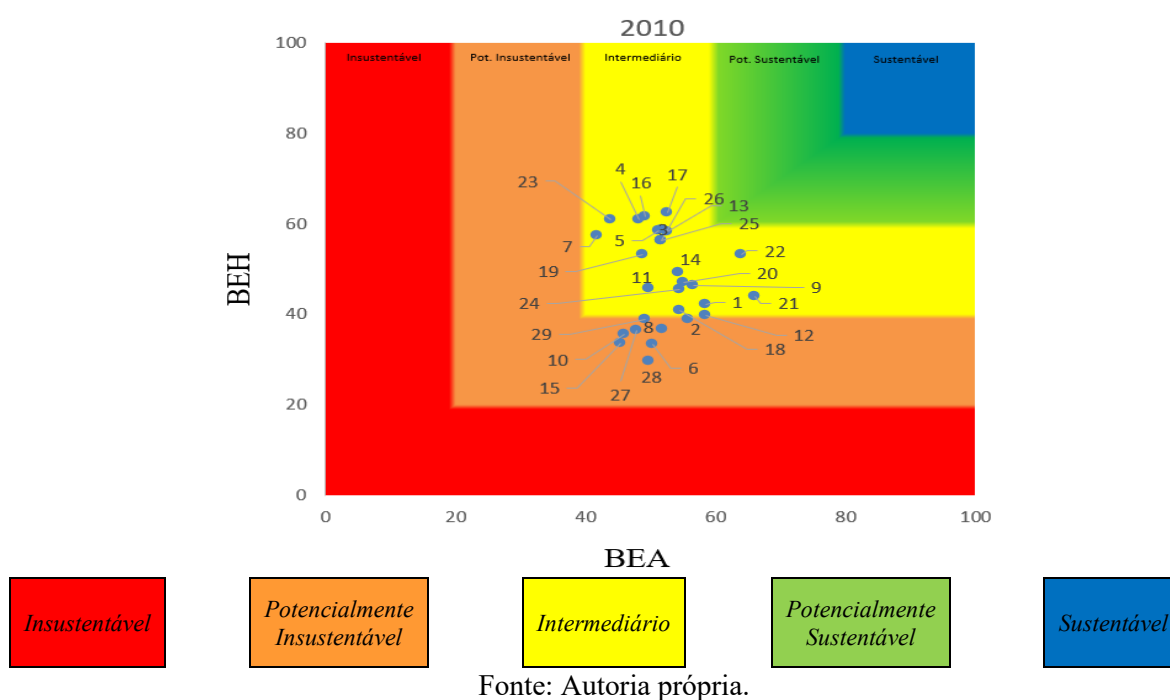 2010
100
Insustentável Pot. Insustentável Intermediário Pot. Sustentável Sustentável
80
4 17
23 16 26 13
60
5 3 25
7 22
19 14
11 20
BEH
24 9
1 21
40
29 8 2 12
10 18
15 27 28 6
20
0
0 20 40 60 80 100
BEA
Insustentável
Potencialmente
Insustentável
Intermediário
Potencialmente
Sustentável
Sustentável
Fonte: Autoria própria.